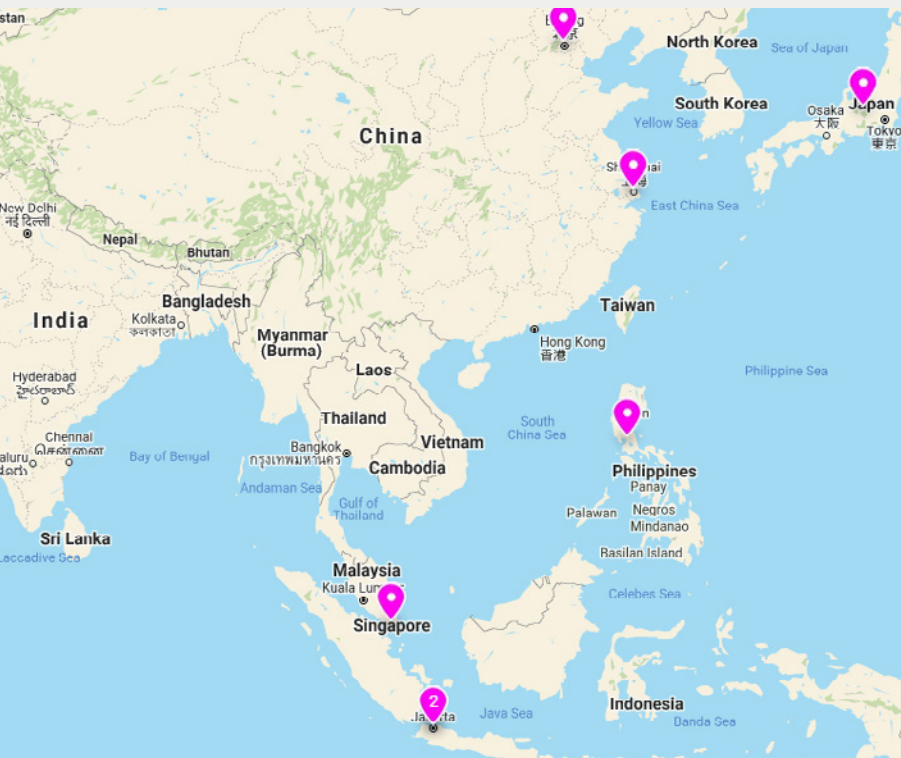 stan
North Korea
Sea of Japan
South Korea
Japan
Osaka
大阪
Tokyo
東京
Yellow Sea
China
East China Sea
New Delhi
नई दिल्ली
Nepal
Bhutan
Bangladesh
Kolkata
কলকাতা
India
Taiwan
Myanmar
(Burma)
Hong Kong
香港
Laos
Philippine Sea
Hyderabad
Thailand
South
China Sea
Chennai
சென்னை
Vietnam
Bangkok
กรุงเทพมหานคร
Bay of Bengal
Cambodia
Philippines
Panay
Andaman Sea
Gulf of
Thailand
Palawan
Negros
Mindanao
Sri Lanka
Basilan Island
Laccadive Sea
Malaysia
Celebes Sea
Singapore
2
Indonesia
Java Sea
Banda Sea